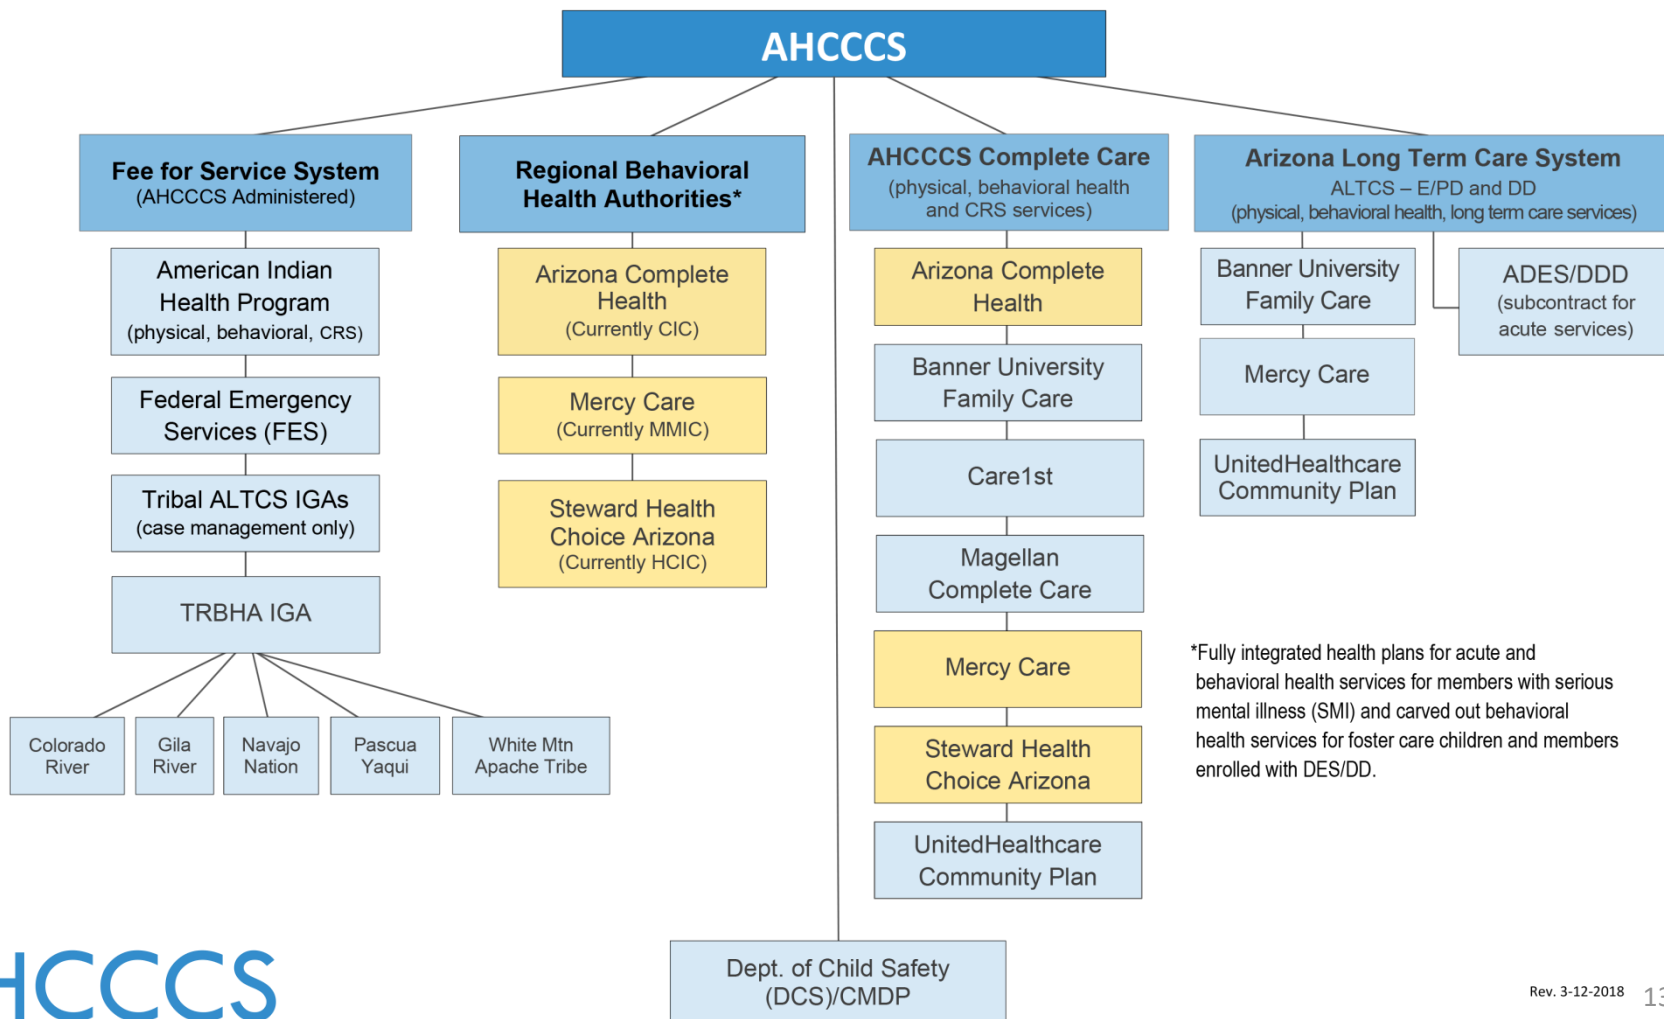 AHCCCS
Fee for Service System
(AHCCCS Administered)
American Indian
Health Program
(physical, behavioral, CRS)
Federal Emergency
Services (FES)
Tribal ALTCS IGAs
(case management only)
TRBHA IGA
Colorado
River
Gila
River
Navajo
Nation
Pascua
Yaqui
White Mtn
Apache Tribe
Regional Behavioral
Health Authorities*
Arizona Complete
Health
(Currently CIC)
Mercy Care
(Currently MMIC)
Steward Health
Choice Arizona
(Currently HCIC)
AHCCCS Complete Care
(physical, behavioral health
and CRS services)
Arizona Complete
Health
Banner University
Family Care
Care1st
Magellan
Complete Care
Mercy Care
Steward Health
Choice Arizona
UnitedHealthcare
Community Plan
Arizona Long Term Care System
ALTCS – E/PD and DD
(physical, behavioral health, long term care services)
Banner University
Family Care
Mercy Care
UnitedHealthcare
Community Plan
ADES/DDD
(subcontract for
acute services)
*Fully integrated health plans for acute and
behavioral health services for members with serious
mental illness (SMI) and carved out behavioral
health services for foster care children and members
enrolled with DES/DD.
Dept. of Child Safety
(DCS)/CMDP
HCCCS
Rev. 3-12-2018
13